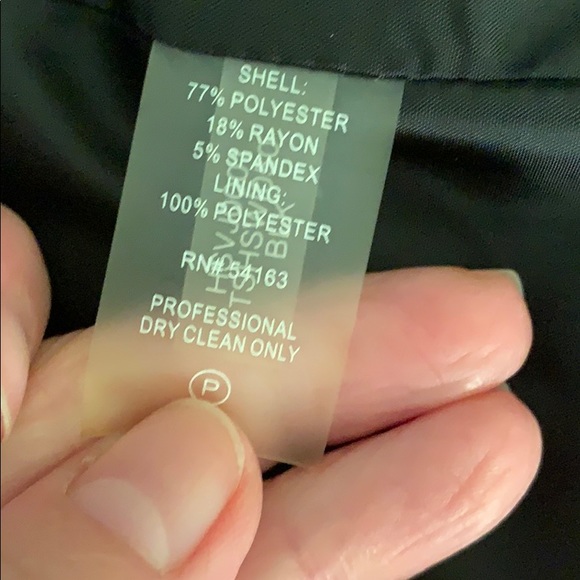 SHELL:
77% POLYESTER
18% RAYON
5% SPANDEX
LINING:
100% POLYESTER
RN# 54163
PROFESSIONAL
DRY CLEAN ONLY
P